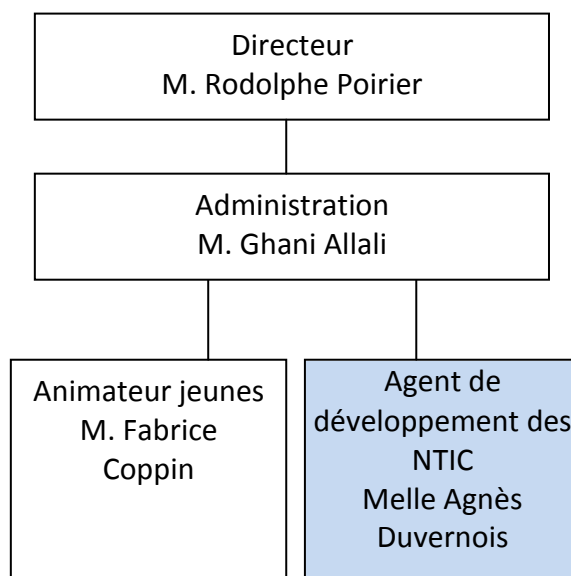 Directeur
M. Rodolphe Poirier
Administration
M. Ghani Allali
Animateur jeunes
M. Fabrice
Coppin
Agent de
développement des
NTIC
Melle Agnès
Duvernois